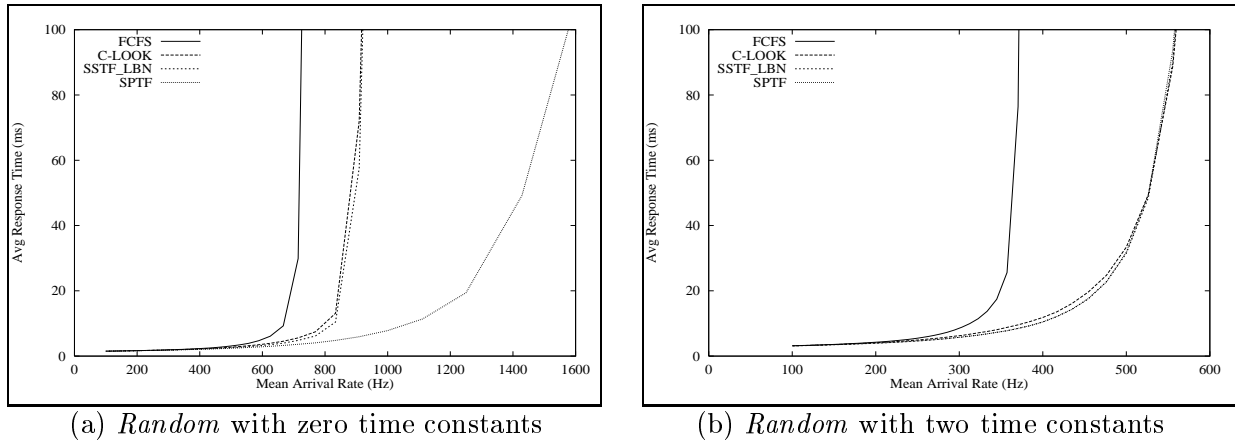 100
80
60
40
20
0
Avg Response Time (ms)
FCFS
C-LOOK
SSTF_LBN
SPTF
0 200 400 600 800 1000 1200 1400 1600
Mean Arrival Rate (Hz)
(a) Random with zero time constants
100
80
60
40
20
0
Avg Response Time (ms)
FCFS
C-LOOK
SSTF_LBN
SPTF
0 100 200 300 400 500 600
Mean Arrival Rate (Hz)
(b) Random with two time constants